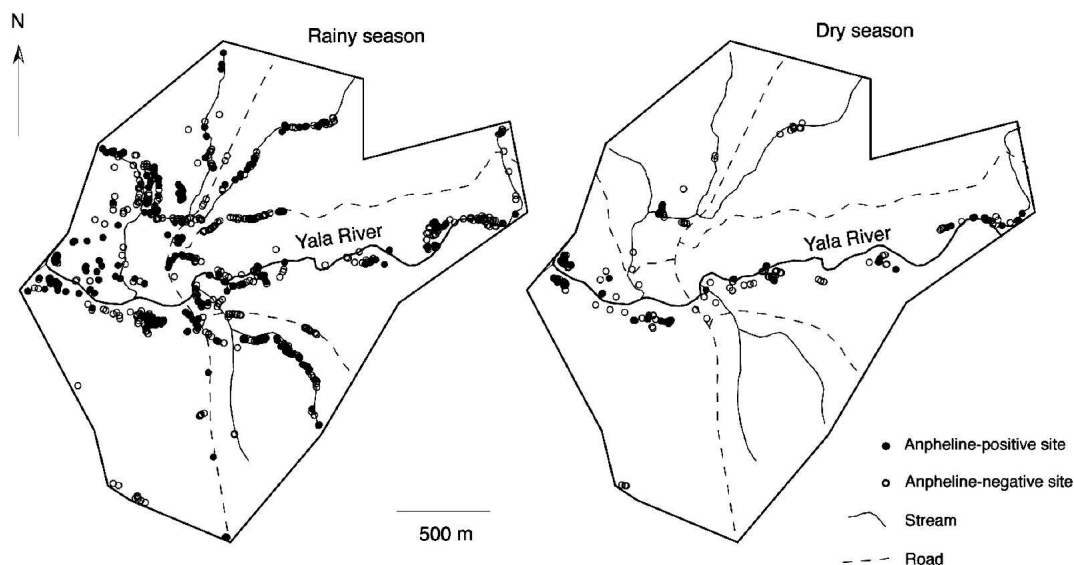 N
Rainy season
Dry season
Yala River
Yala River
Anpheline-positive site
Anpheline-negative site
Stream
Road
500 m